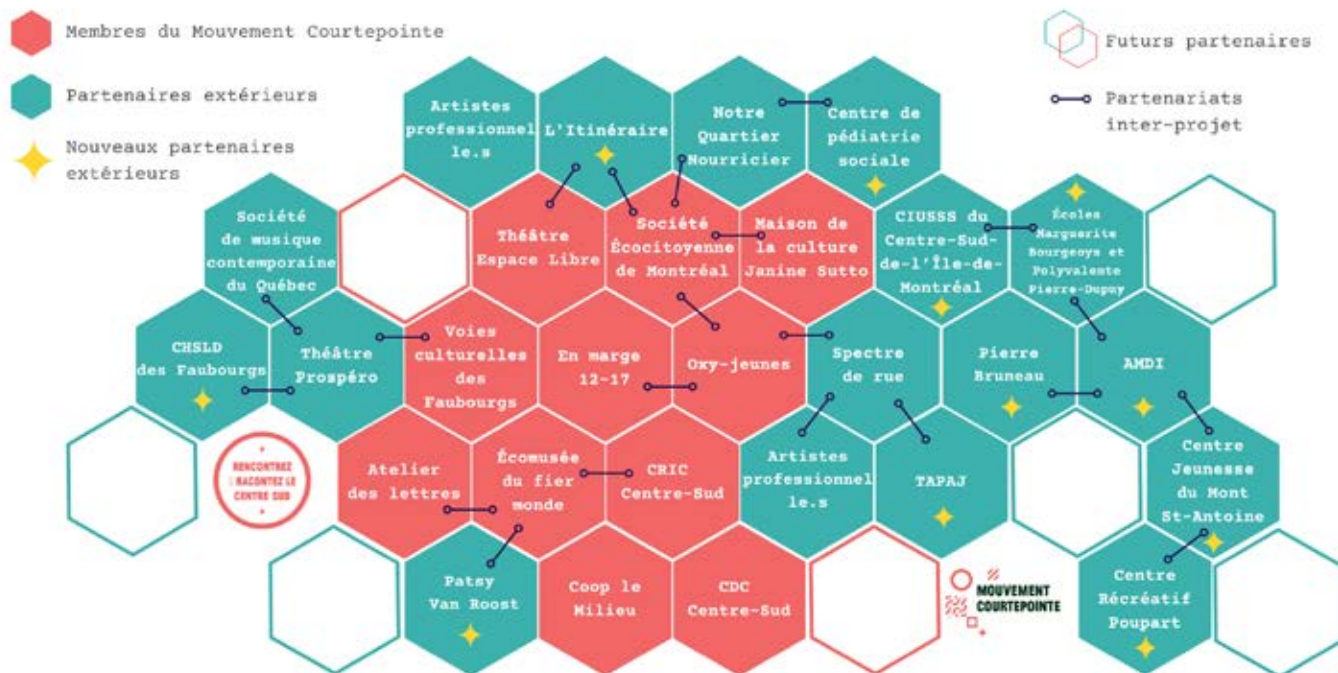 Membres du Mouvement Courtepointe
Partenaires extérieurs
Nouveaux partenaires
extérieurs
Futurs partenaires
Partenariats
inter-projet
Artistes
professionnel
le.s
L'Itinéraire
Notre
Quartier
Nourricier
Centre de
pédiatrie
sociale
Société
de musique
contemporaine
du Québec
Théâtre
Espace Libre
Société
Écocitoyenne
de Montréal
Maison de
la culture
Janine Sutto
CIUSSS du
Centre-Sud-
de-l'Île-de-
Montréal
Écoles
Marguerite
Bourgeoys et
Polyvalente
Pierre-Dupuy
CHSLD
des Faubourgs
Théâtre
Prospéro
Voies
culturelles
des
Faubourgs
En marge
12-17
Oxy-jeunes
Spectre
de rue
Pierre
Bruneau
AMDI
RENCONTREZ
RACONTEZ LE
CENTRE SUD
Atelier
des lettres
Écomusée
du fier
monde
CRIC
Centre-Sud
Artistes
professionnel
le.s
TAPAJ
Centre
Jeunesse
du Mont
St-Antoine
Patsy
Van Roost
Coop le
Milieu
CDC
Centre-Sud
MOUVEMENT
COURTEPOINTE
Centre
Récréatif
Poupart